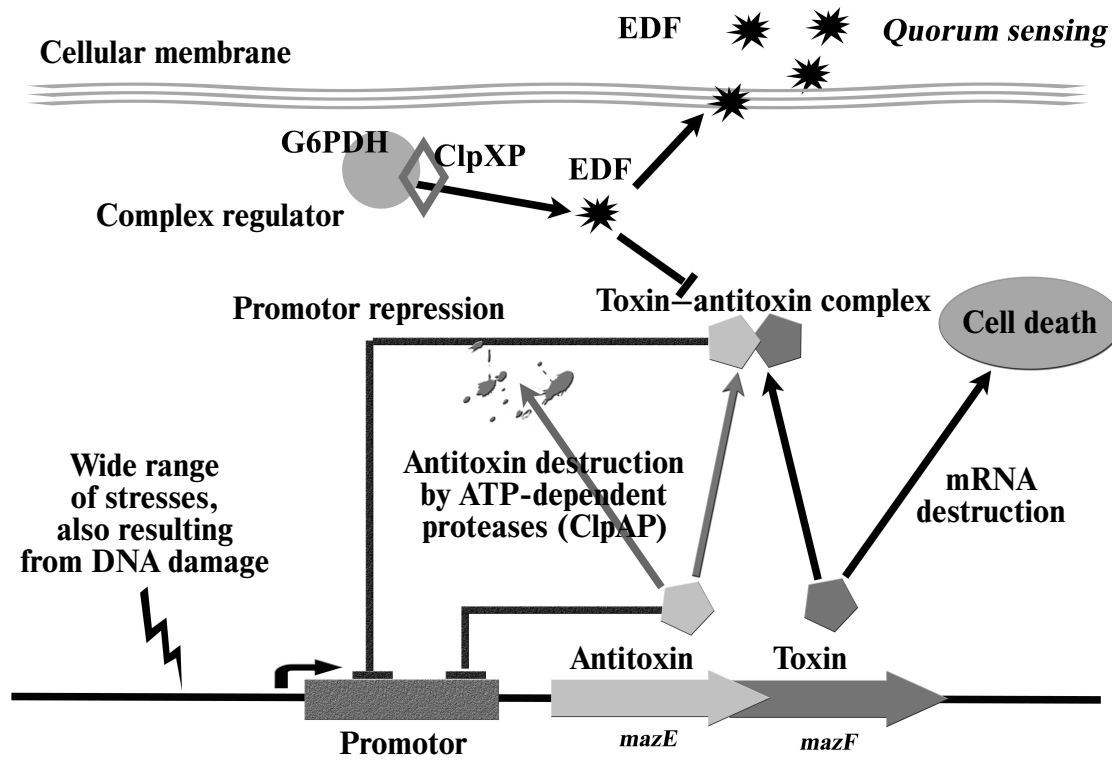 EDF
Quorum sensing
Cellular membrane
G6PDH
ClpXP
EDF
Complex regulator
Promotor repression
Toxin–antitoxin complex
Cell death
Wide range
of stresses,
also resulting
from DNA damage
Antitoxin destruction
by ATP-dependent
proteases (ClpAP)
mRNA
destruction
Antitoxin
Toxin
Promotor
mazE
mazF